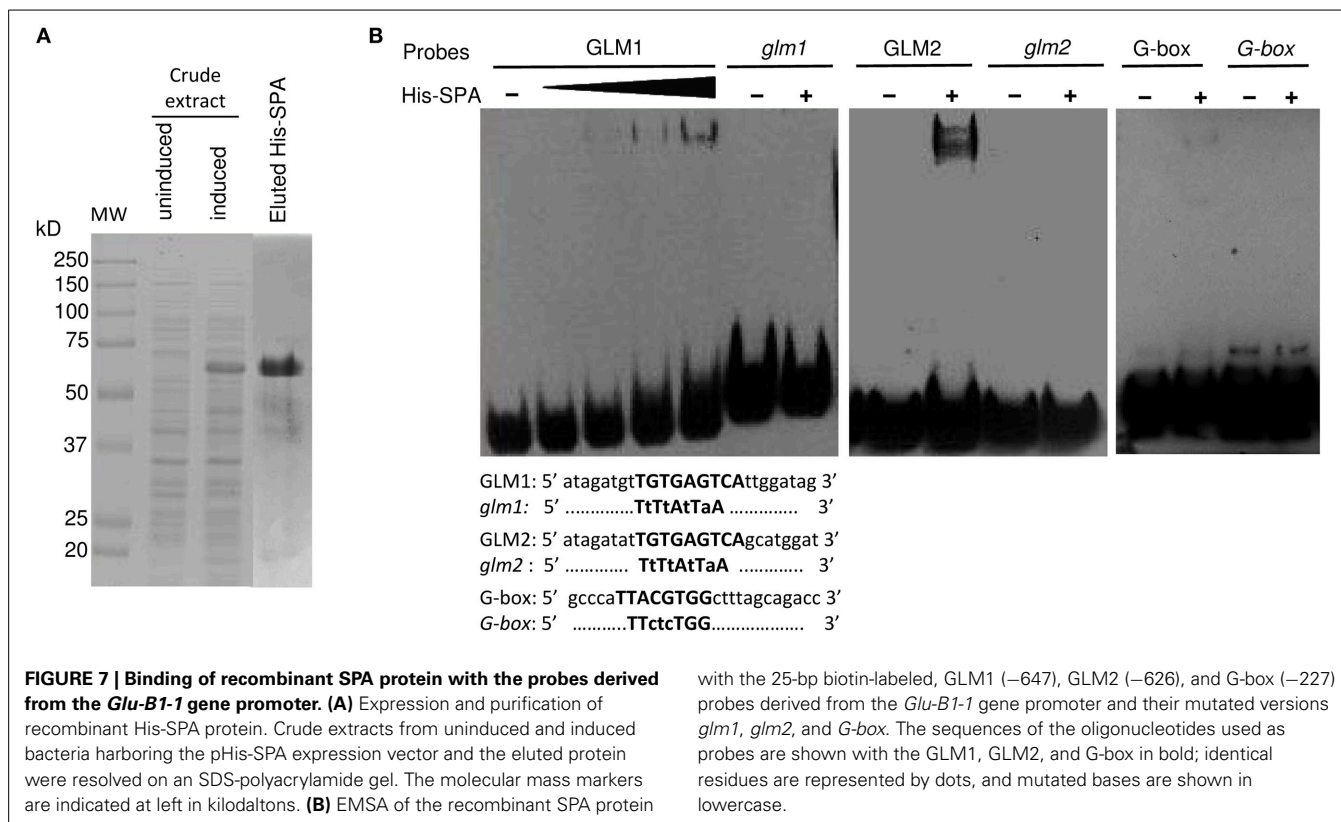 A
Crude
extract
uninduced
induced
Eluted His-SPA
MW
kD
250
150
100
75
50
37
25
20
B
Probes GLM1 glm1 GLM2 glm2 G-box G-box
His-SPA – – + – + – + – + – +
GLM1: 5’ atagatgtTGTGAGTCAttggatag 3’
glm1: 5’ .............TtTtAtTaA ............. 3’
GLM2: 5’ atagatatTGTGAGTCAgcatggat 3’
glm2 : 5’ ............. TtTtAtTaA ............. 3’
G-box: 5’ gcccaTTACGTGGctttagcagacc 3’
G-box: 5’ ...........TTctcTGG................... 3’
FIGURE 7 | Binding of recombinant SPA protein with the probes derived
from the Glu-B1-1 gene promoter. (A) Expression and purification of
recombinant His-SPA protein. Crude extracts from uninduced and induced
bacteria harboring the pHis-SPA expression vector and the eluted protein
were resolved on an SDS-polyacrylamide gel. The molecular mass markers
are indicated at left in kilodaltons. (B) EMSA of the recombinant SPA protein
with the 25-bp biotin-labeled, GLM1 (−647), GLM2 (−626), and G-box (−227)
probes derived from the Glu-B1-1 gene promoter and their mutated versions
glm1, glm2, and G-box. The sequences of the oligonucleotides used as
probes are shown with the GLM1, GLM2, and G-box in bold; identical
residues are represented by dots, and mutated bases are shown in
lowercase.